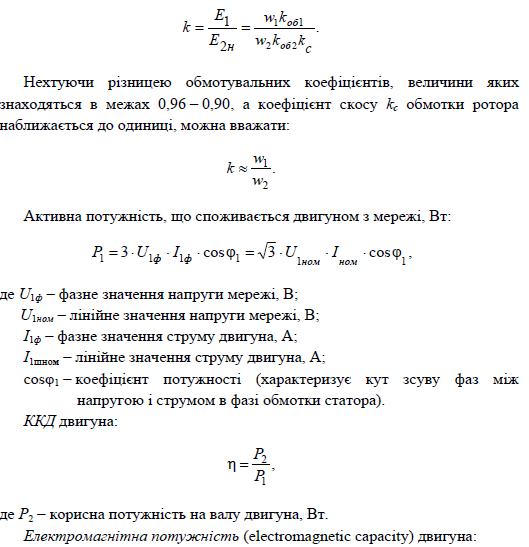 k = E₁ / E₂н = w₁k_об1 / w₂k_об2k_c .
Нехтуючи різницею обмотувальних коефіцієнтів, величини яких
знаходяться в межах 0,96 – 0,90, а коефіцієнт скосу k_c обмотки ротора
наближається до одиниці, можна вважати:
k ≈ w₁ / w₂ .
Активна потужність, що споживається двигуном з мережі, Вт:
P₁ = 3 · U₁ф · I₁ф · cosφ₁ = √3 · U₁ном · Iном · cosφ₁ ,
де U₁ф – фазне значення напруги мережі, В;
U₁ном – лінійне значення напруги мережі, В;
I₁ф – фазне значення струму двигуна, А;
I₁шном – лінійне значення струму двигуна, А;
cosφ₁ – коефіцієнт потужності (характеризує кут зсуву фаз між
напругою і струмом в фазі обмотки статора).
ККД двигуна:
η = P₂ / P₁ ,
де P₂ – корисна потужність на валу двигуна, Вт.
Електромагнітна потужність (electromagnetic capacity) двигуна: